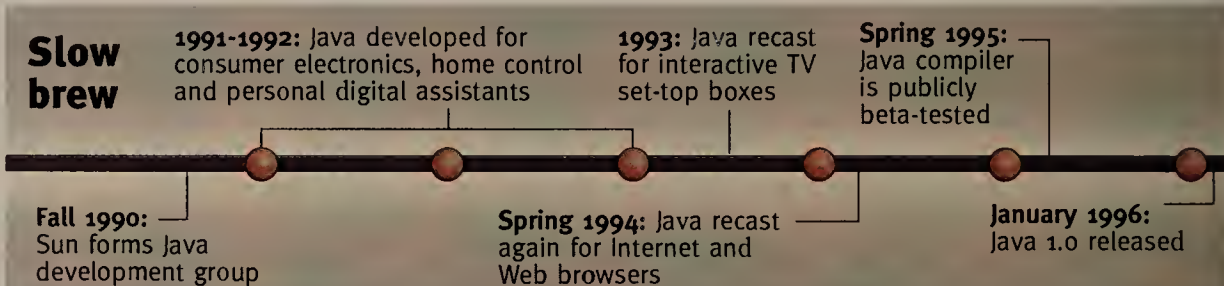 Slow
brew
1991-1992: Java developed for
consumer electronics, home control
and personal digital assistants
1993: Java recast
for interactive TV
set-top boxes
Spring 1995:
Java compiler
is publicly
beta-tested
Fall 1990:
Sun forms Java
development group
Spring 1994: Java recast
again for Internet and
Web browsers
January 1996:
Java 1.0 released